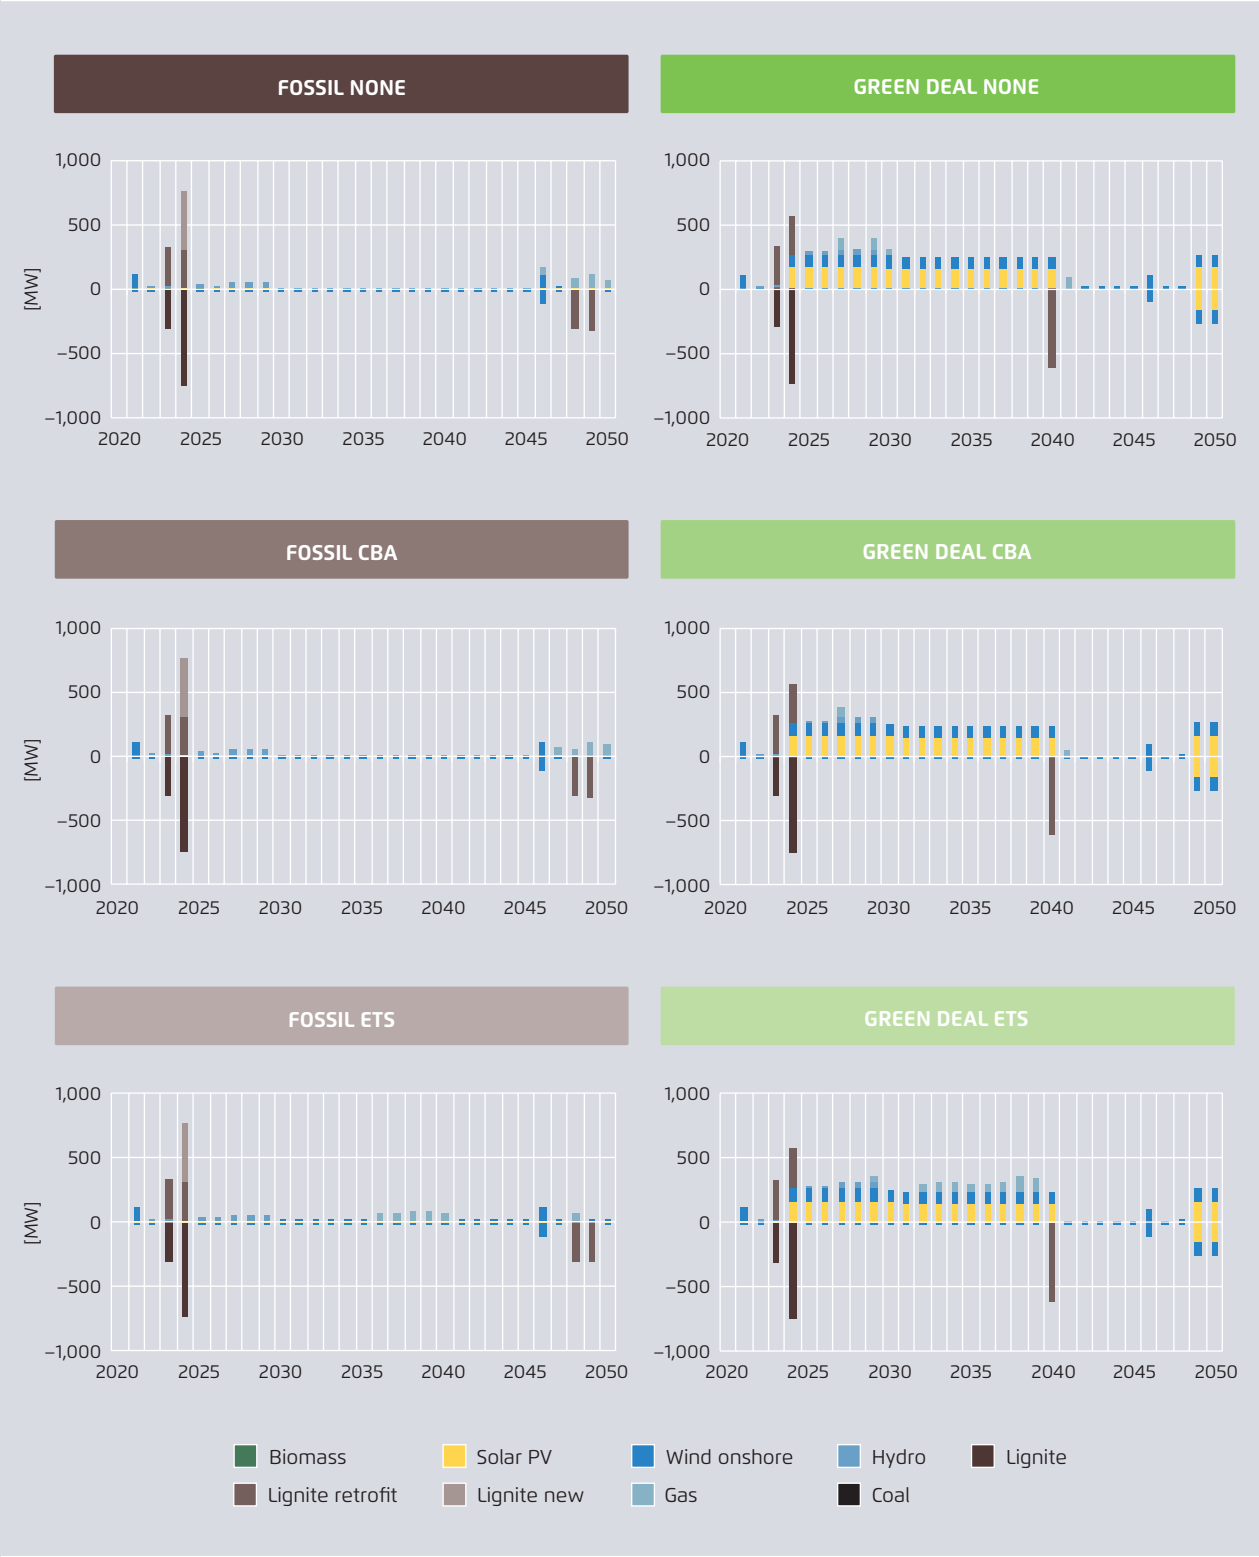 FOSSIL NONE
GREEN DEAL NONE
1,000
500
0
−500
−1,000
[MW]
2020 2025 2030 2035 2040 2045 2050
1,000
500
0
−500
−1,000
2020 2025 2030 2035 2040 2045 2050
FOSSIL CBA
GREEN DEAL CBA
1,000
500
0
−500
−1,000
[MW]
2020 2025 2030 2035 2040 2045 2050
1,000
500
0
−500
−1,000
2020 2025 2030 2035 2040 2045 2050
FOSSIL ETS
GREEN DEAL ETS
1,000
500
0
−500
−1,000
[MW]
2020 2025 2030 2035 2040 2045 2050
1,000
500
0
−500
−1,000
2020 2025 2030 2035 2040 2045 2050
Biomass Solar PV Wind onshore Hydro Lignite
Lignite retrofit Lignite new Gas Coal